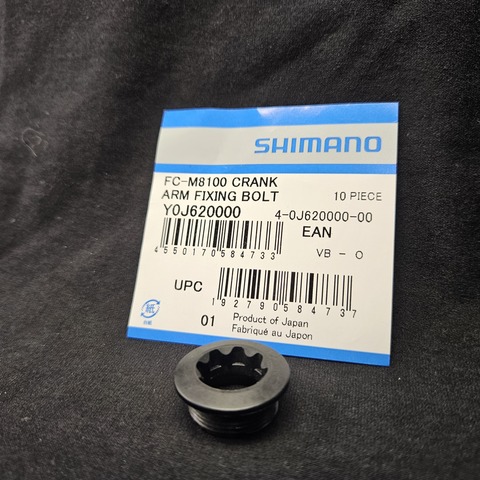 SHIMANO
FC-M8100 CRANK
ARM FIXING BOLT 10 PIECE
Y0J620000 4-0J620000-00
EAN
4550170584733
VB - O
UPC
192790584737
01 Product of Japan
Fabriqué au Japon
紙